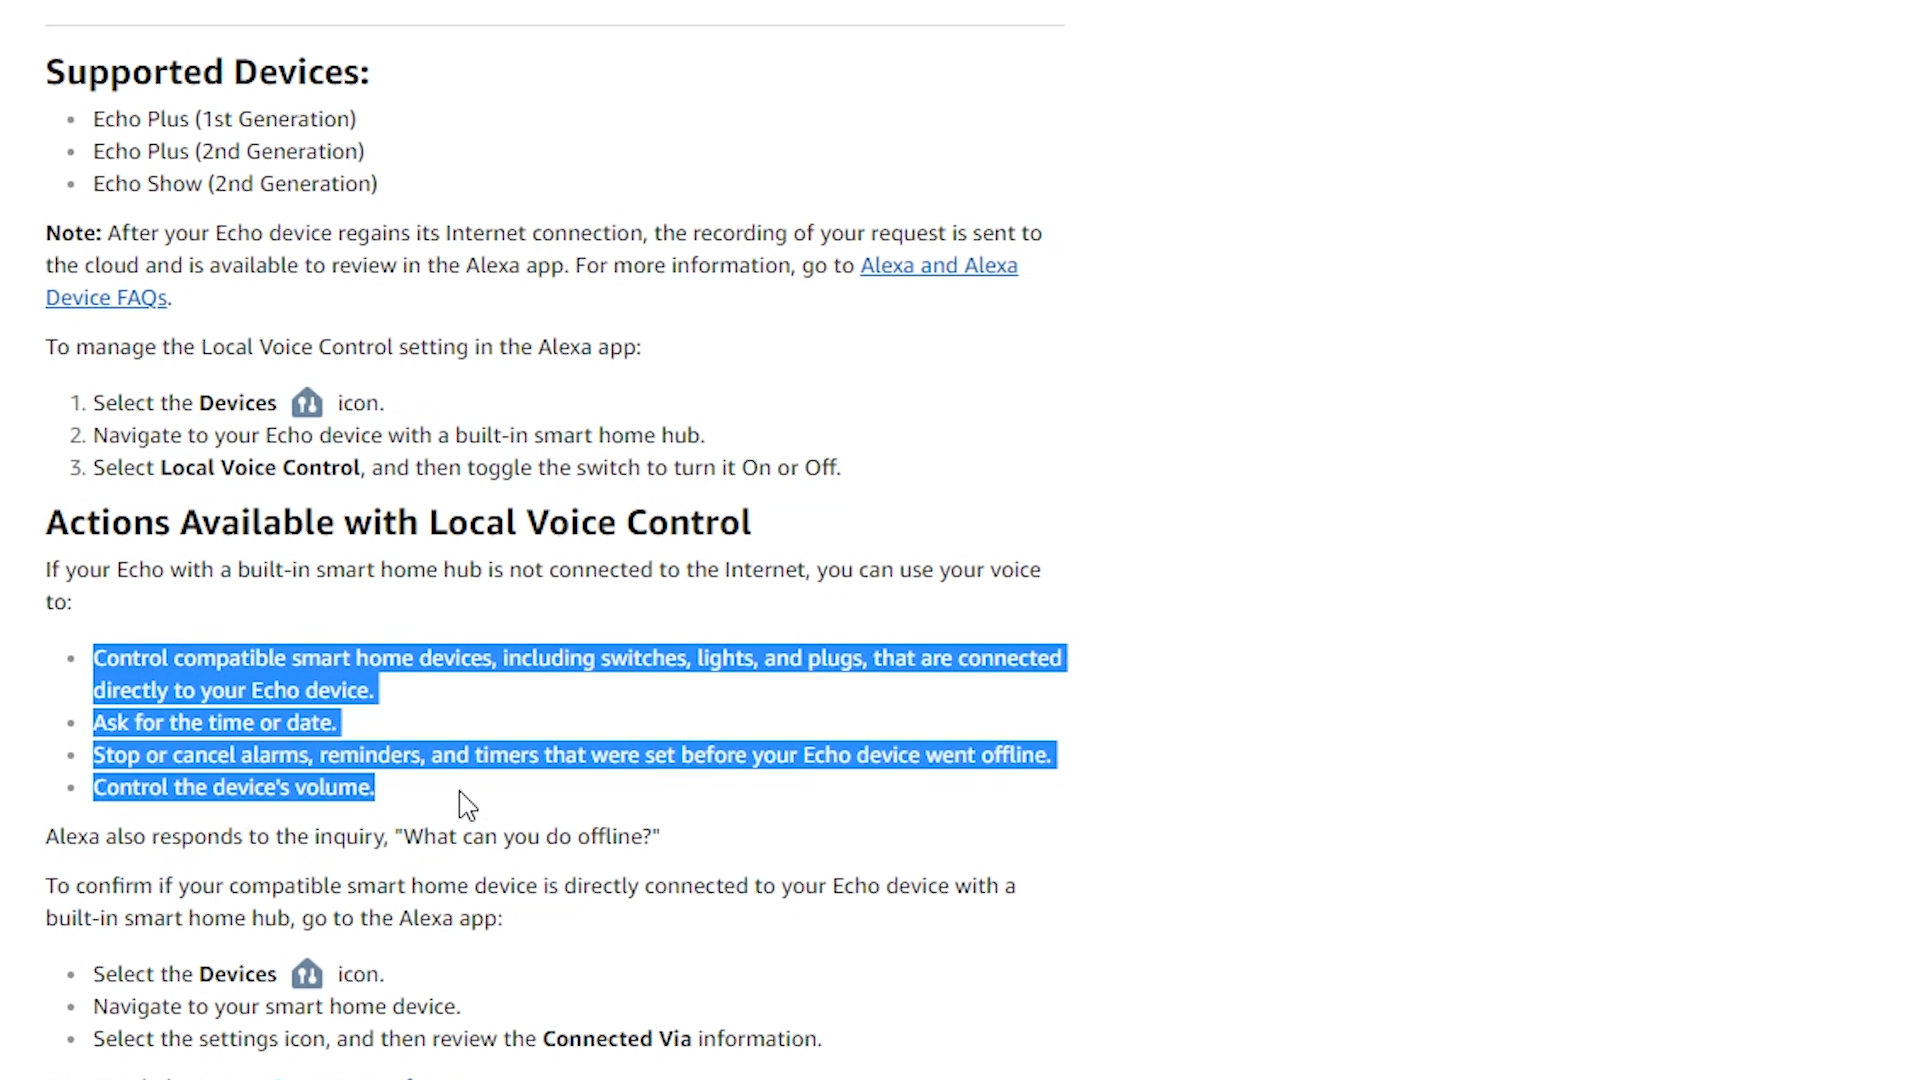 Supported Devices:
• Echo Plus (1st Generation)
• Echo Plus (2nd Generation)
• Echo Show (2nd Generation)
Note: After your Echo device regains its Internet connection, the recording of your request is sent to
the cloud and is available to review in the Alexa app. For more information, go to Alexa and Alexa
Device FAQs.
To manage the Local Voice Control setting in the Alexa app:
1. Select the Devices icon.
2. Navigate to your Echo device with a built-in smart home hub.
3. Select Local Voice Control, and then toggle the switch to turn it On or Off.
Actions Available with Local Voice Control
If your Echo with a built-in smart home hub is not connected to the Internet, you can use your voice
to:
• Control compatible smart home devices, including switches, lights, and plugs, that are connected
directly to your Echo device.
• Ask for the time or date.
• Stop or cancel alarms, reminders, and timers that were set before your Echo device went offline.
• Control the device's volume.
Alexa also responds to the inquiry, "What can you do offline?"
To confirm if your compatible smart home device is directly connected to your Echo device with a
built-in smart home hub, go to the Alexa app:
• Select the Devices icon.
• Navigate to your smart home device.
• Select the settings icon, and then review the Connected Via information.